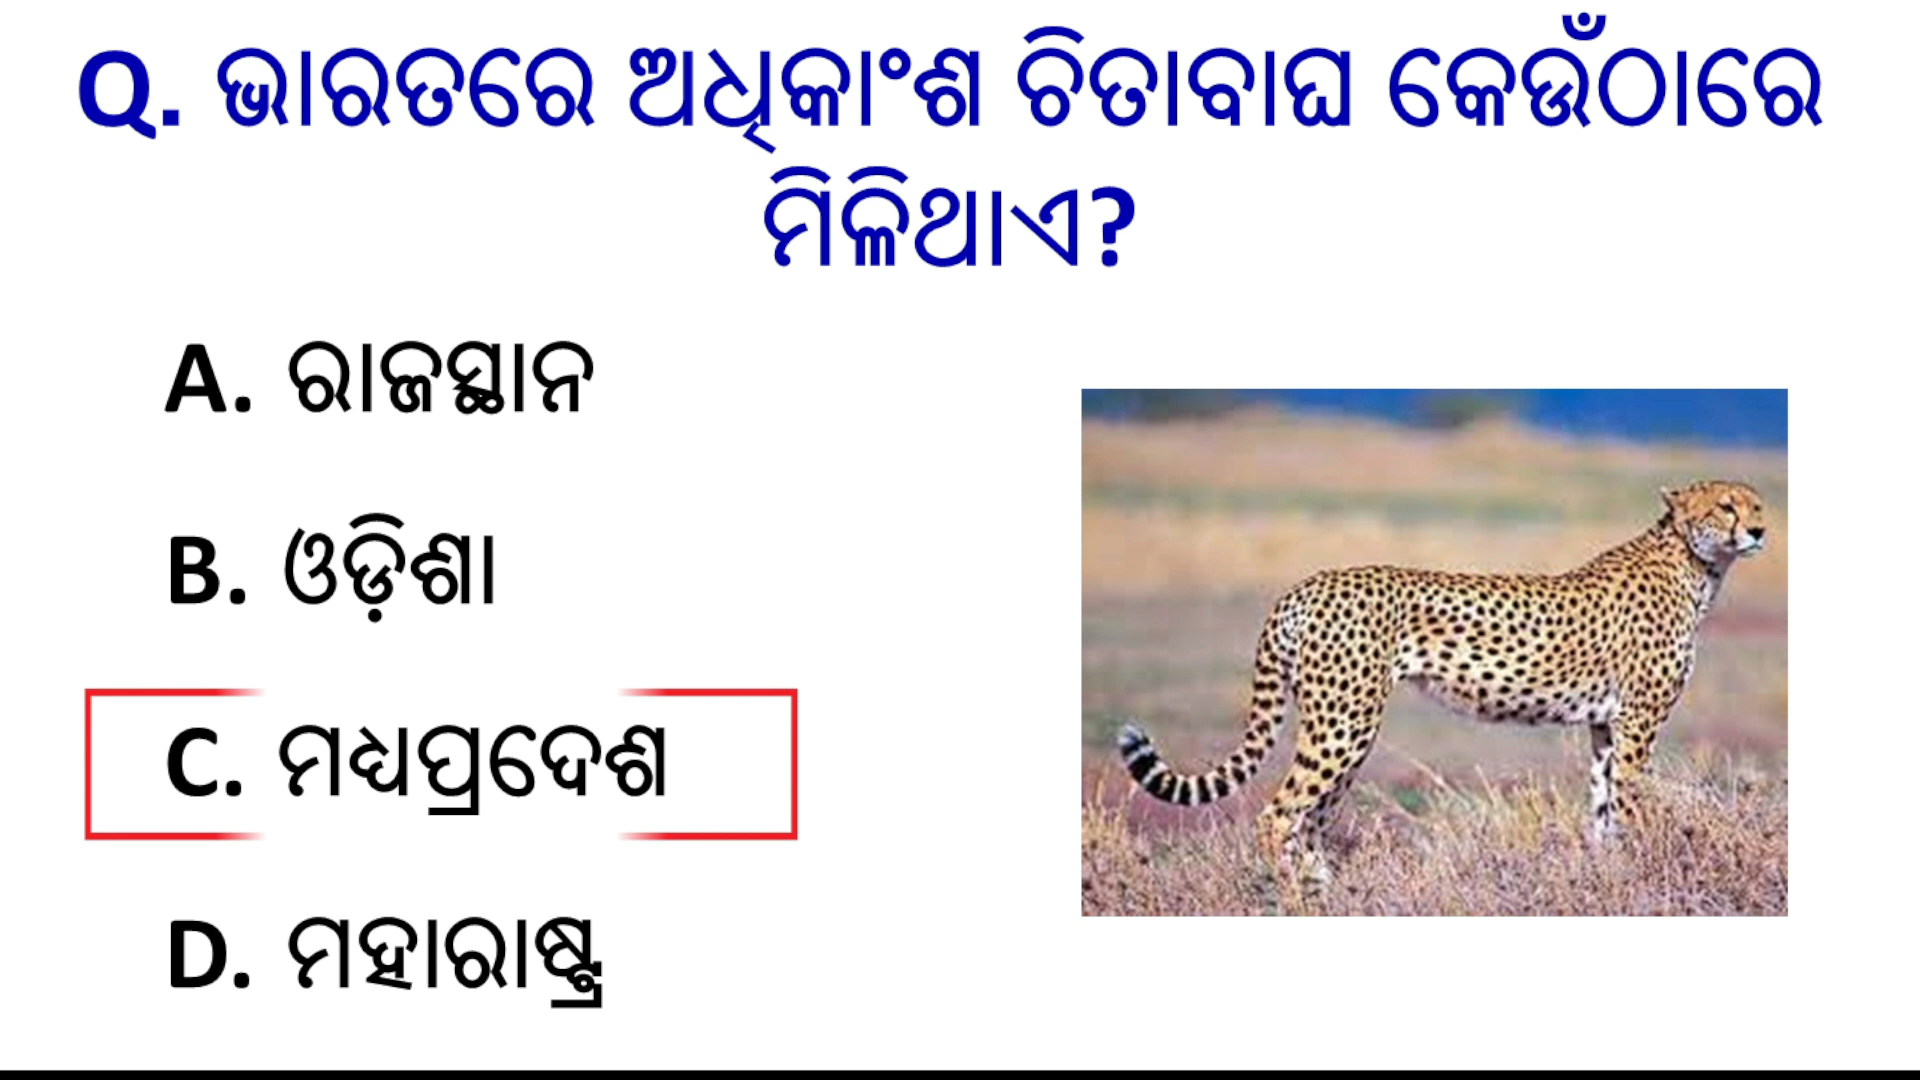 Q. ଭାରତରେ ଅଧିକାଂଶ ଚିତାବାଘ କେଉଁଠାରେ
ମିଳିଥାଏ?
A. ରାଜସ୍ଥାନ
B. ଓଡ଼ିଶା
C. ମଧ୍ୟପ୍ରଦେଶ
D. ମହାରାଷ୍ଟ୍ର